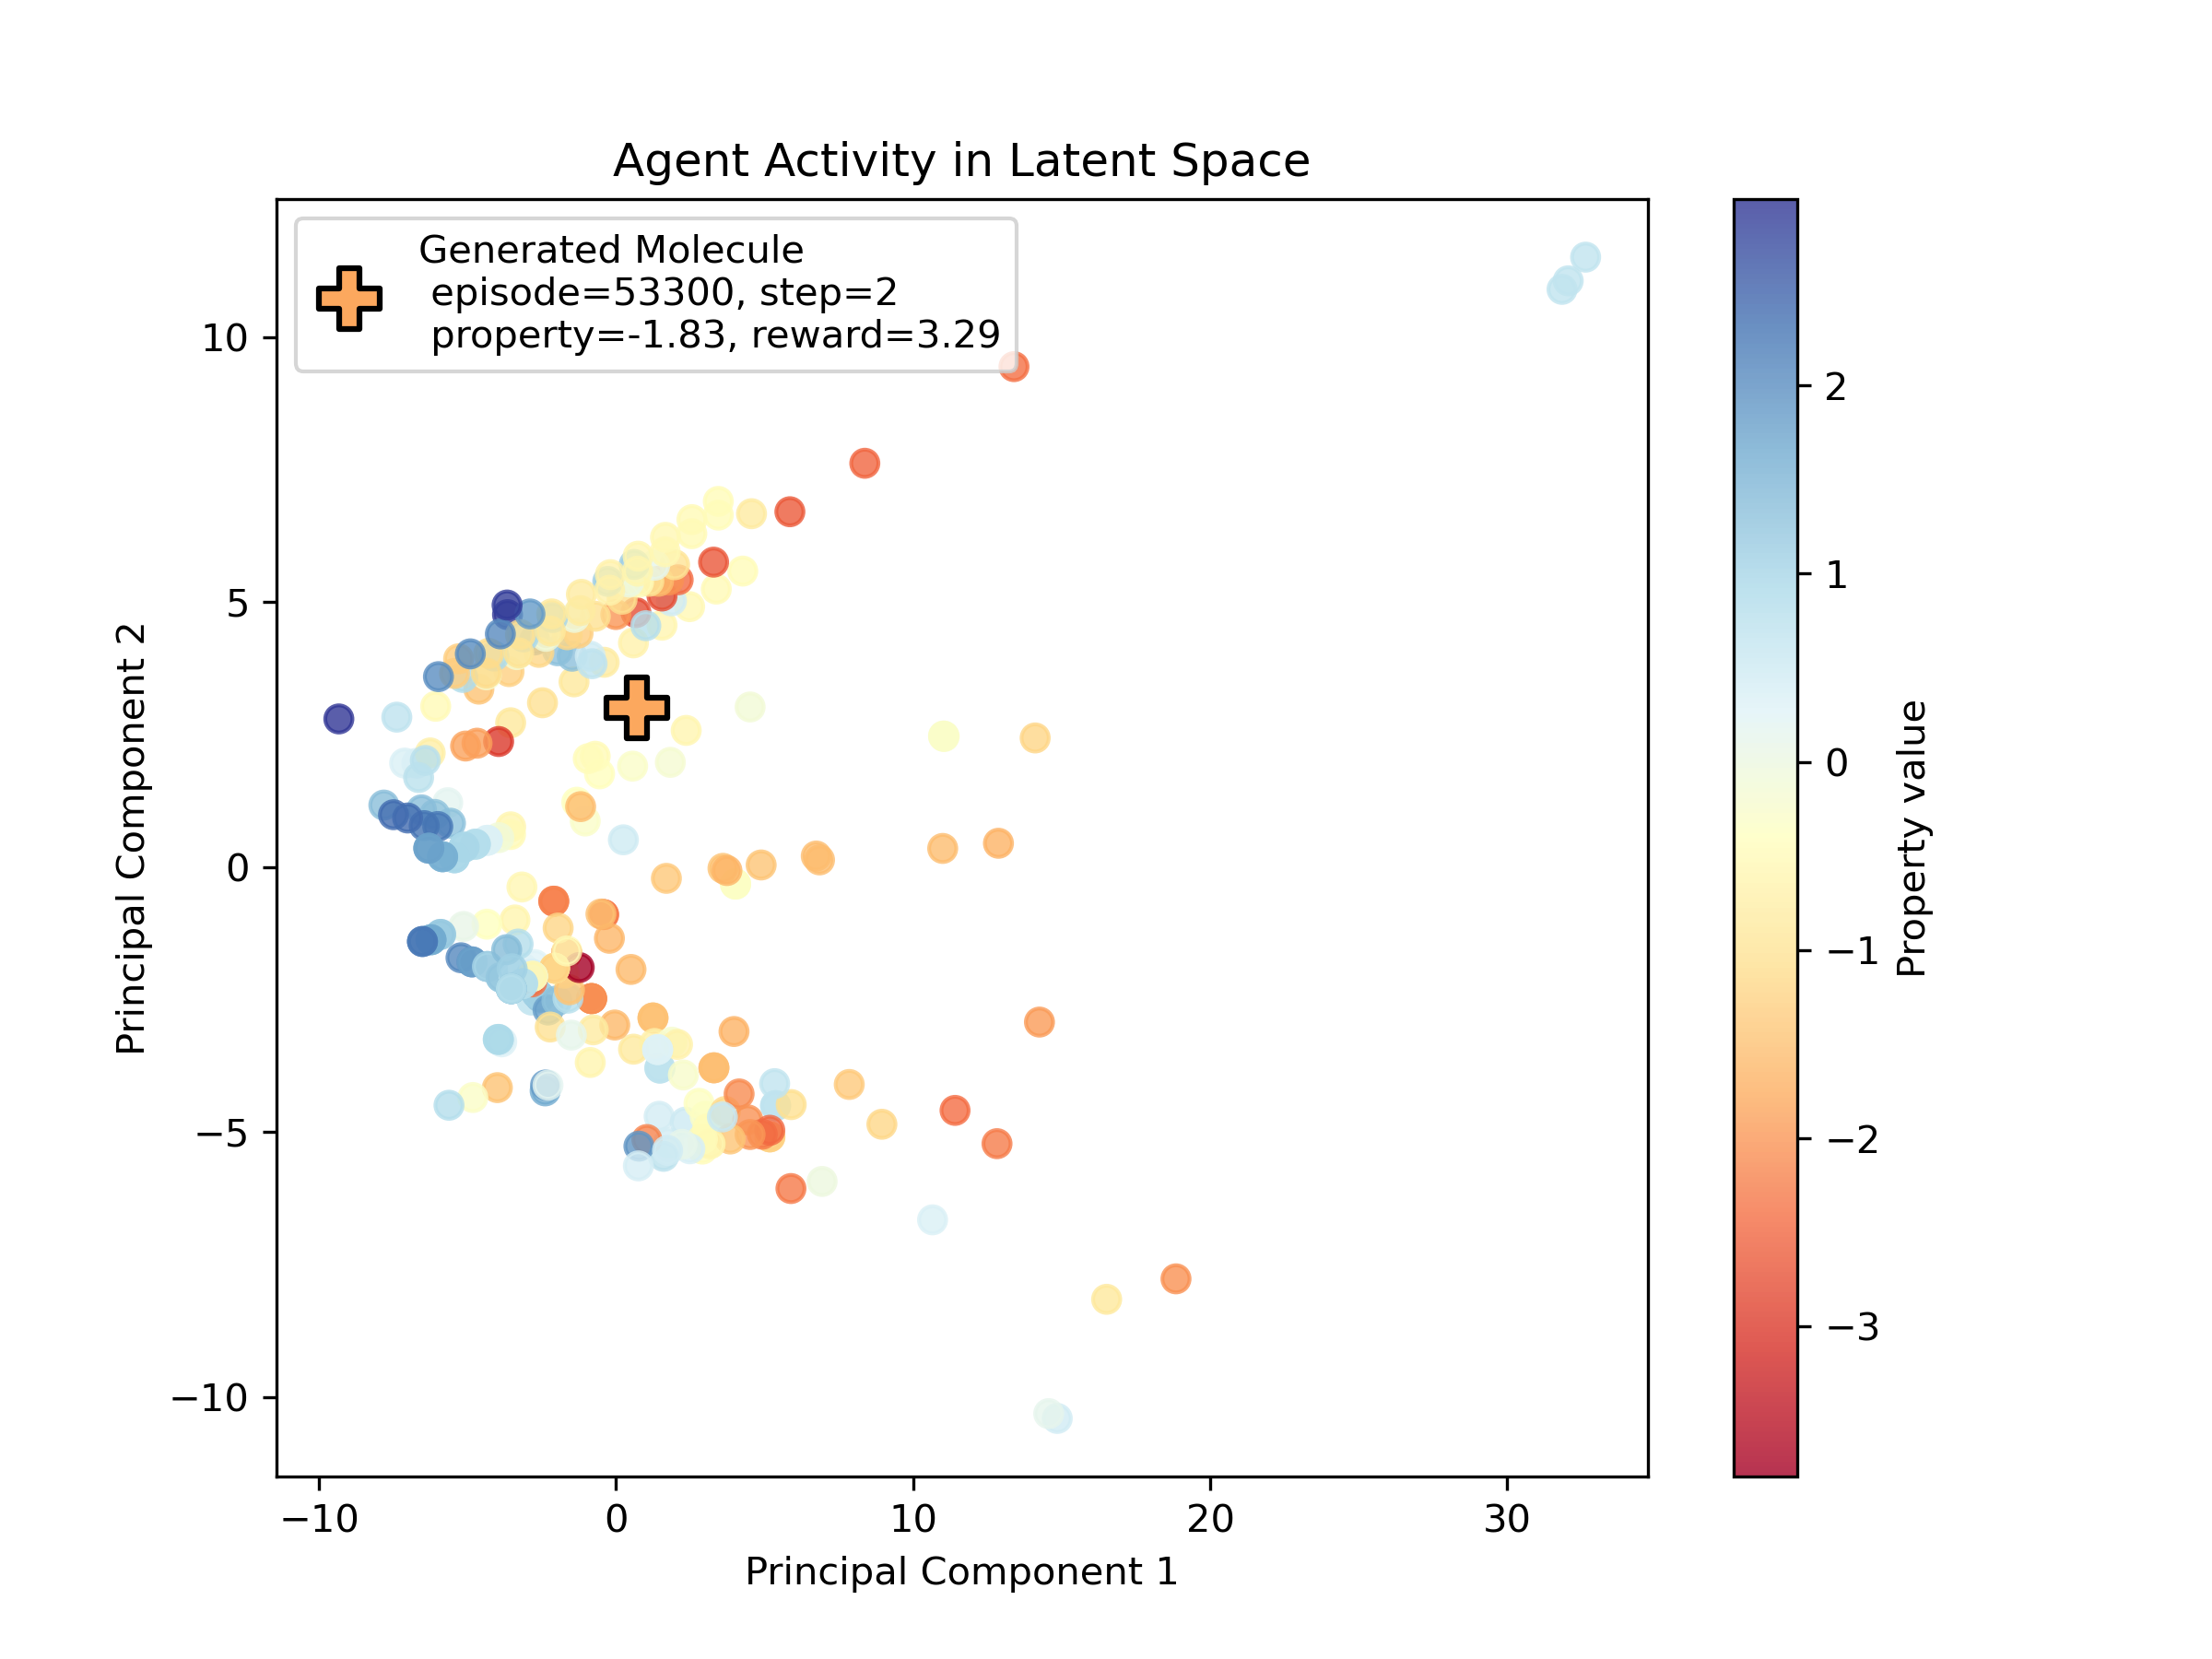 Agent Activity in Latent Space
Generated Molecule
episode=53300, step=2
property=-1.83, reward=3.29
10
5
0
−5
−10
Principal Component 2
−10
0
10
20
30
Principal Component 1
2
1
0
−1
−2
−3
Property value